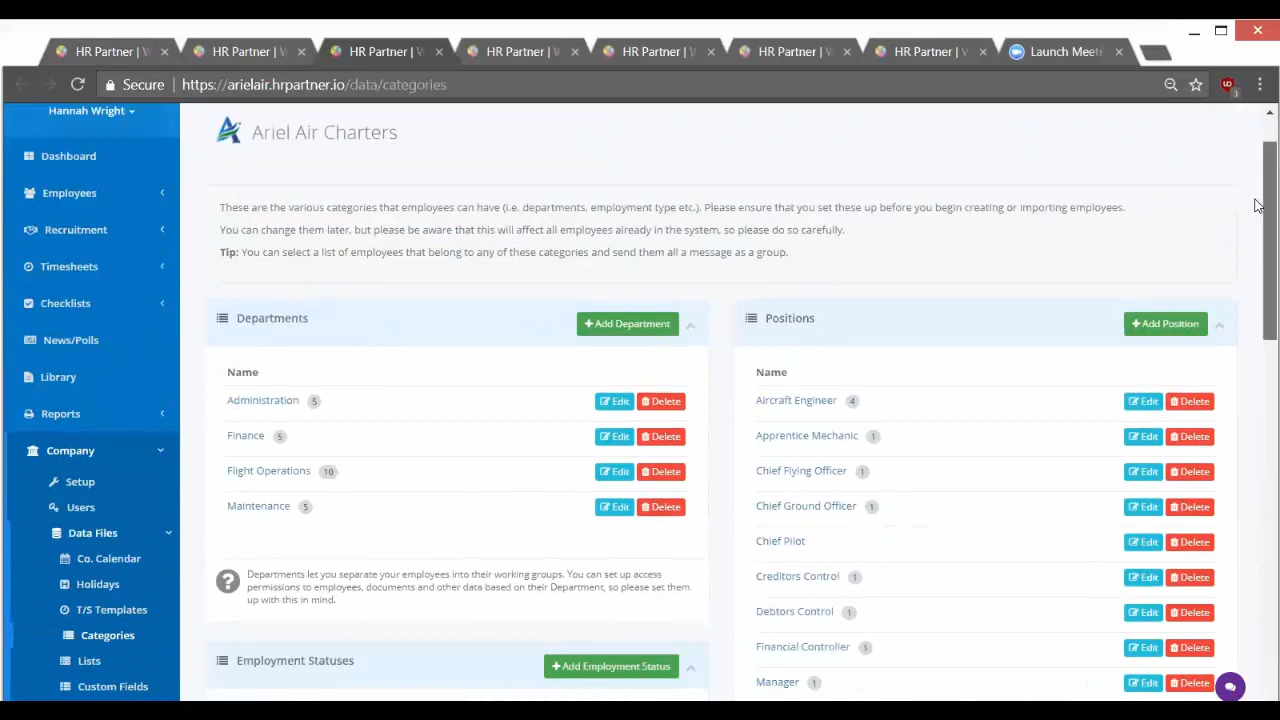 HR Partner | V
HR Partner | V
HR Partner | V
HR Partner | V
HR Partner | V
HR Partner | V
HR Partner | V
Launch Meeti
Secure
https://arielair.hrpartner.io/data/categories
3
Hannah Wright
Dashboard
Employees
Recruitment
Timesheets
Checklists
News/Polls
Library
Reports
Company
Setup
Users
Data Files
Co. Calendar
Holidays
T/S Templates
Categories
Lists
Custom Fields
Ariel Air Charters
These are the various categories that employees can have (i.e. departments, employment type etc.). Please ensure that you set these up before you begin creating or importing employees.
You can change them later, but please be aware that this will affect all employees already in the system, so please do so carefully.
Tip: You can select a list of employees that belong to any of these categories and send them all a message as a group.
Departments
+ Add Department
Name
Administration 5 Edit Delete
Finance 5 Edit Delete
Flight Operations 10 Edit Delete
Maintenance 5 Edit Delete
? Departments let you separate your employees into their working groups. You can set up access
permissions to employees, documents and other data based on their Department, so please set them
up with this in mind.
Employment Statuses
+ Add Employment Status
Positions
+ Add Position
Name
Aircraft Engineer 4 Edit Delete
Apprentice Mechanic 1 Edit Delete
Chief Flying Officer 1 Edit Delete
Chief Ground Officer 1 Edit Delete
Chief Pilot Edit Delete
Creditors Control 1 Edit Delete
Debtors Control 1 Edit Delete
Financial Controller 1 Edit Delete
Manager 1 Edit Delete